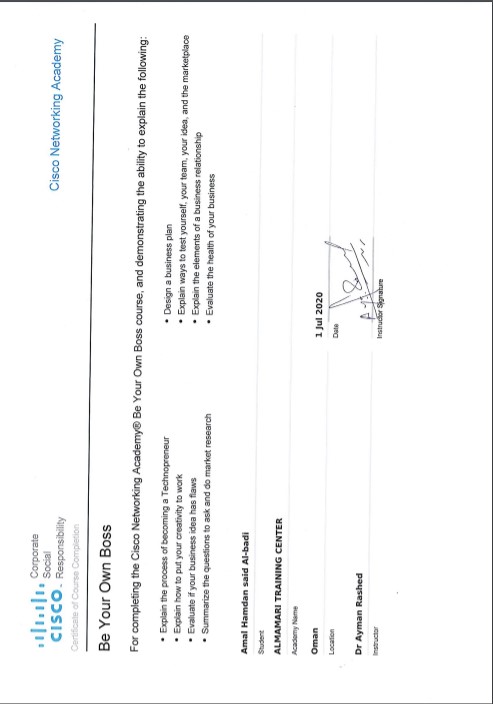 Corporate
Social
CISCO. Responsibility
Cisco Networking Academy
Certificate of Course Completion
Be Your Own Boss
For completing the Cisco Networking Academy® Be Your Own Boss course, and demonstrating the ability to explain the following:
• Explain the process of becoming a Technopreneur
• Explain how to put your creativity to work
• Evaluate if your business idea has flaws
• Summarize the questions to ask and do market research
• Design a business plan
• Explain ways to test yourself, your team, your idea, and the marketplace
• Explain the elements of a business relationship
• Evaluate the health of your business
Amal Hamdan said Al-badi
Student
ALMAMARI TRAINING CENTER
Academy Name
Oman
Location
1 Jul 2020
Date
Dr Ayman Rashed
Instructor
Instructor Signature